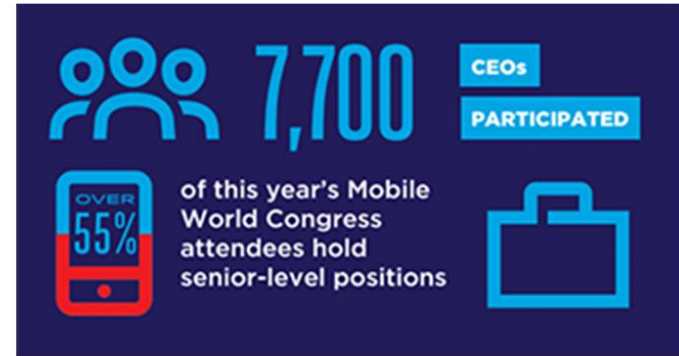 7,700
CEOs
PARTICIPATED
OVER
55%
of this year's Mobile
World Congress
attendees hold
senior-level positions